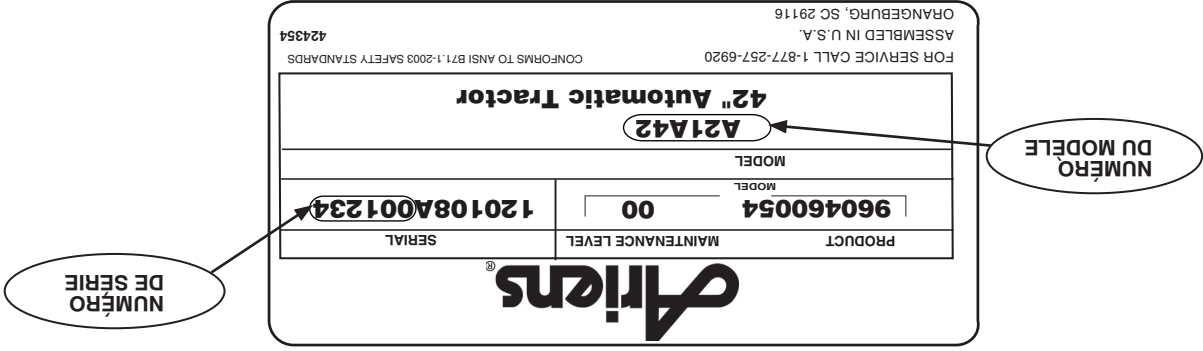 Ariens®
PRODUCT MAINTENANCE LEVEL SERIAL
960460054 00 120108A001234
MODEL
MODEL
A21A42
42" Automatic Tractor
FOR SERVICE CALL 1-877-257-6920 CONFORMS TO ANSI B71.1-2003 SAFETY STANDARDS
ASSEMBLED IN U.S.A.
ORANGEBURG, SC 29116
424354
NUMÉRO
DU MODÈLE
NUMÉRO
DE SÉRIE